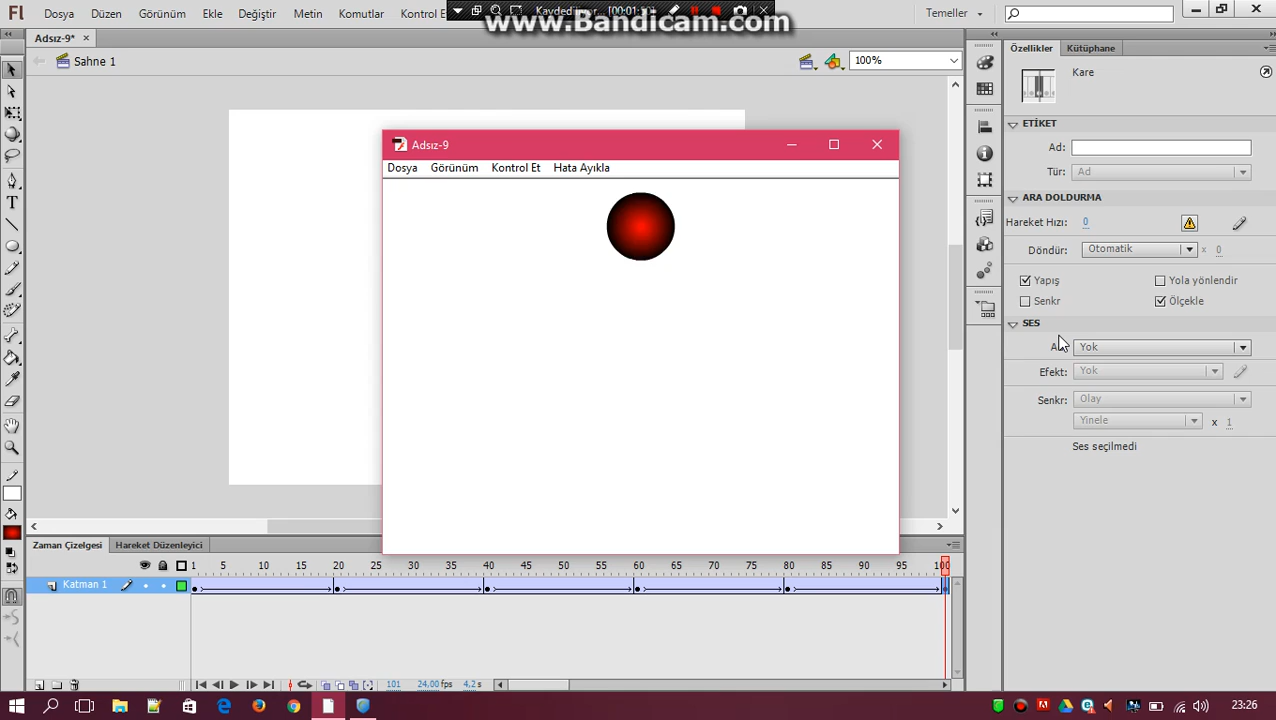 Fl Dosya Düzen Görünüm Ekle Değiştir Metin Komutlar Kontrol E
Kaydediliyor...
www.Bandicam.com
Temeller
Adsız-9*
Sahne 1
100%
Özellikler Kütüphane
Kare
ETİKET
Ad:
Tür: Ad
ARA DOLDURMA
Hareket Hızı: 0
Döndür: Otomatik x 0
Yapış Yola yönlendir
Senkr Ölçekle
SES
Yok
Efekt: Yok
Senkr: Olay
Yinele x 1
Ses seçilmedi
Adsız-9
Dosya Görünüm Kontrol Et Hata Ayıkla
Zaman Çizelgesi Hareket Düzenleyici
1 5 10 15 20 25 30 35 40 45 50 55 60 65 70 75 80 85 90 95 100
Katman 1
101 24.00 fps 4.2 s
23:26